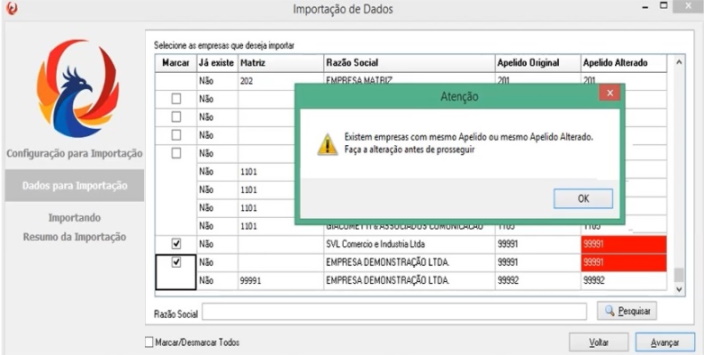 Importação de Dados
Selecione as empresas que deseja importar
Marcar Já existe Matriz Razão Social Apelido Original Apelido Alterado
Não 202 EMPRESA MATRIZ 201 201
Não
Não
Não
Não
Não 1101
Não 1101
Não 1101
Não 1101 GIACOMETTI & ASSOCIADOS COMUNICACAO 1105 1105
Não SVL Comercio e Industria Ltda 99991 99991
Não EMPRESA DEMONSTRAÇÃO LTDA. 99991 99991
Não 99991 EMPRESA DEMONSTRAÇÃO LTDA. 99992 99992
Atenção
Existem empresas com mesmo Apelido ou mesmo Apelido Alterado.
Faça a alteração antes de prosseguir
OK
Configuração para Importação
Dados para Importação
Importando
Resumo da Importação
Razão Social Pesquisar
Marcar/Desmarcar Todos Voltar Avançar